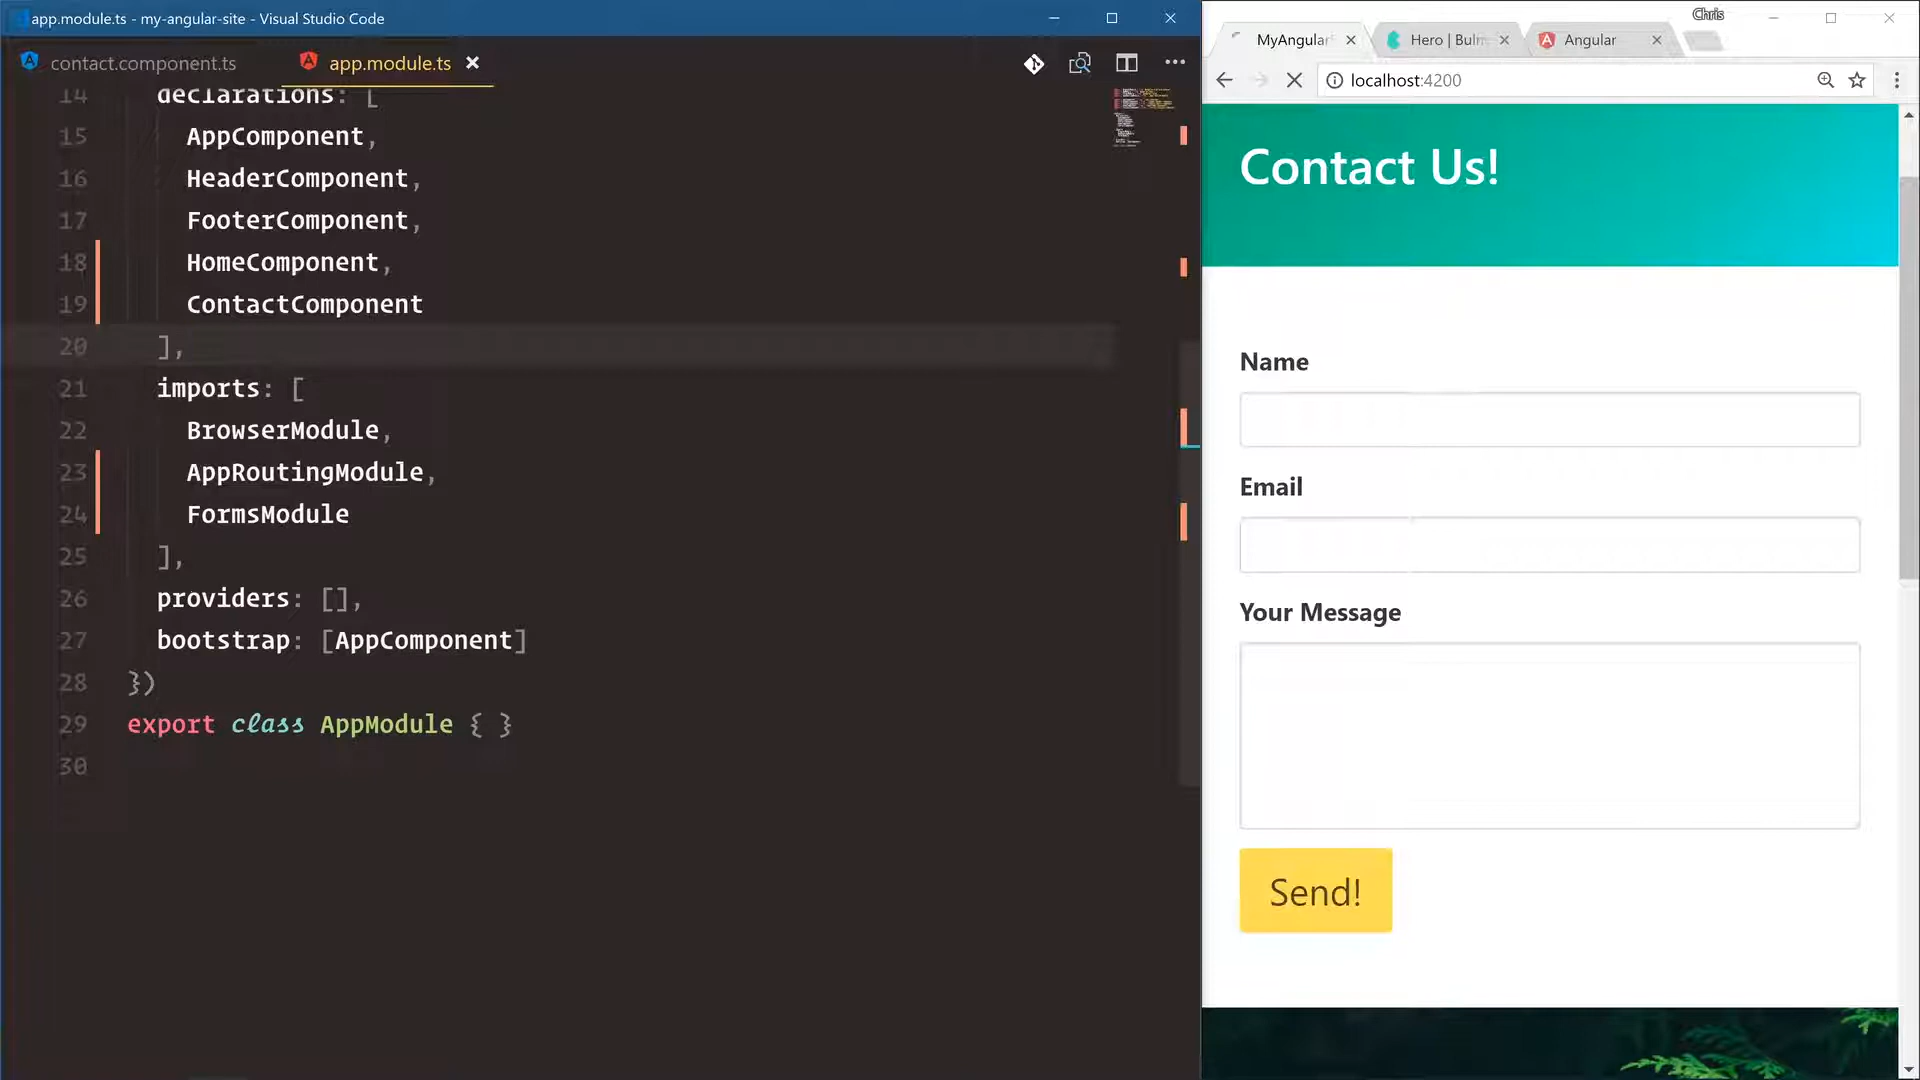 app.module.ts - my-angular-site - Visual Studio Code
contact.component.ts
app.module.ts
14 declarations: [
15 AppComponent,
16 HeaderComponent,
17 FooterComponent,
18 HomeComponent,
19 ContactComponent
20 ],
21 imports: [
22 BrowserModule,
23 AppRoutingModule,
24 FormsModule
25 ],
26 providers: [],
27 bootstrap: [AppComponent]
28 })
29 export class AppModule { }
30
Chris
MyAngular
Hero | Bulm
Angular
localhost:4200
Contact Us!
Name
Email
Your Message
Send!